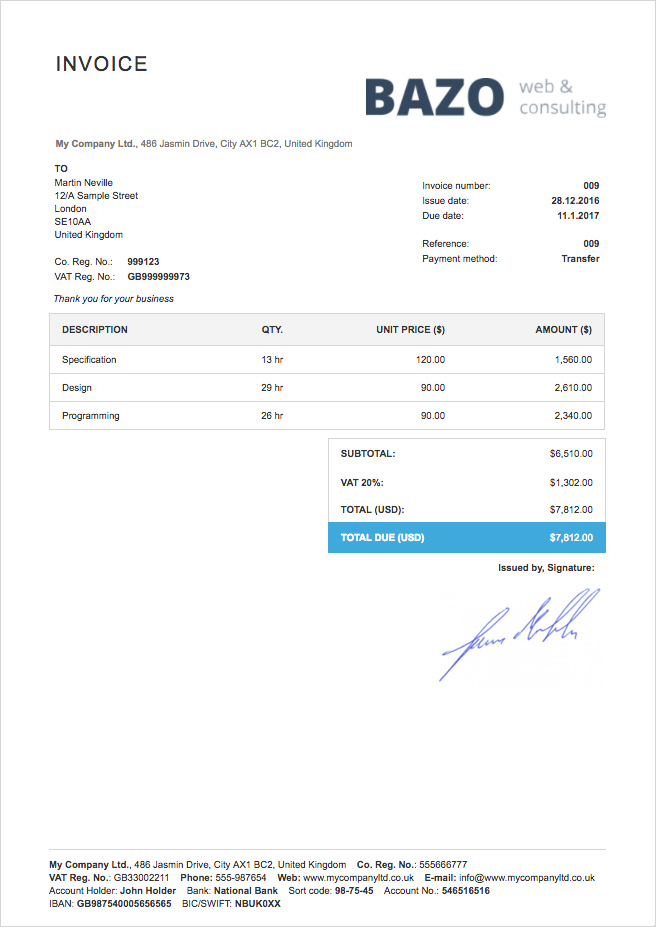 INVOICE
BAZO web &
consulting
My Company Ltd., 486 Jasmin Drive, City AX1 BC2, United Kingdom
TO
Martin Neville
12/A Sample Street
London
SE10AA
United Kingdom
Co. Reg. No.: 999123
VAT Reg. No.: GB999999973
Invoice number: 009
Issue date: 28.12.2016
Due date: 11.1.2017
Reference: 009
Payment method: Transfer
Thank you for your business
DESCRIPTION QTY. UNIT PRICE ($) AMOUNT ($)
Specification 13 hr 120.00 1,560.00
Design 29 hr 90.00 2,610.00
Programming 26 hr 90.00 2,340.00
SUBTOTAL: $6,510.00
VAT 20%: $1,302.00
TOTAL (USD): $7,812.00
TOTAL DUE (USD) $7,812.00
Issued by, Signature:
My Company Ltd., 486 Jasmin Drive, City AX1 BC2, United Kingdom Co. Reg. No.: 555666777
VAT Reg. No.: GB33002211 Phone: 555-987654 Web: www.mycompanyltd.co.uk E-mail: info@www.mycompanyltd.co.uk
Account Holder: John Holder Bank: National Bank Sort code: 98-75-45 Account No.: 546516516
IBAN: GB987540005656565 BIC/SWIFT: NBUK0XX